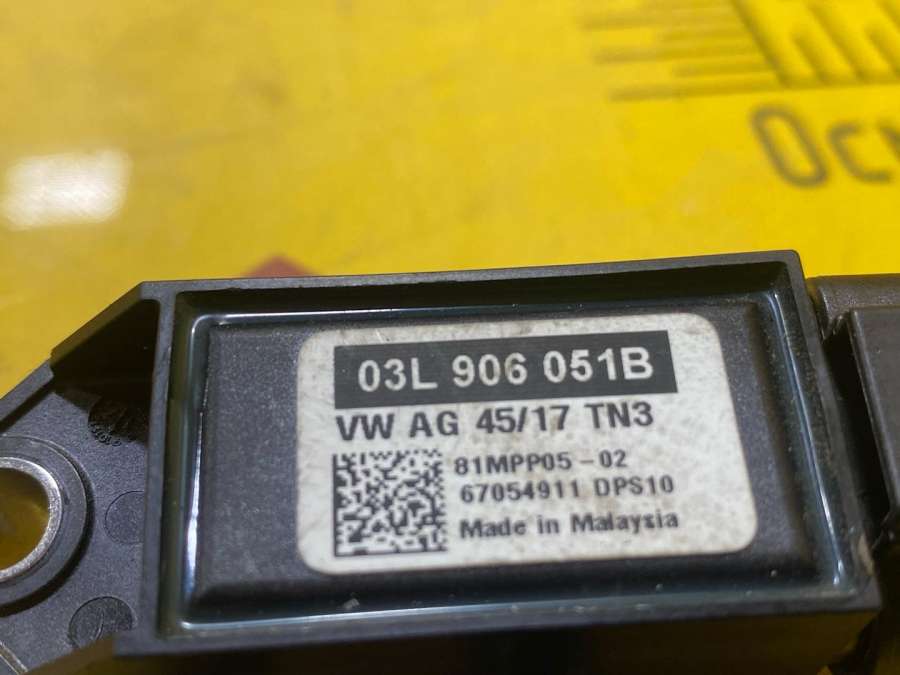 03L 906 051B
VW AG 45/17 TN3
81MPP05-02
67054911 DPS10
Made in Malaysia